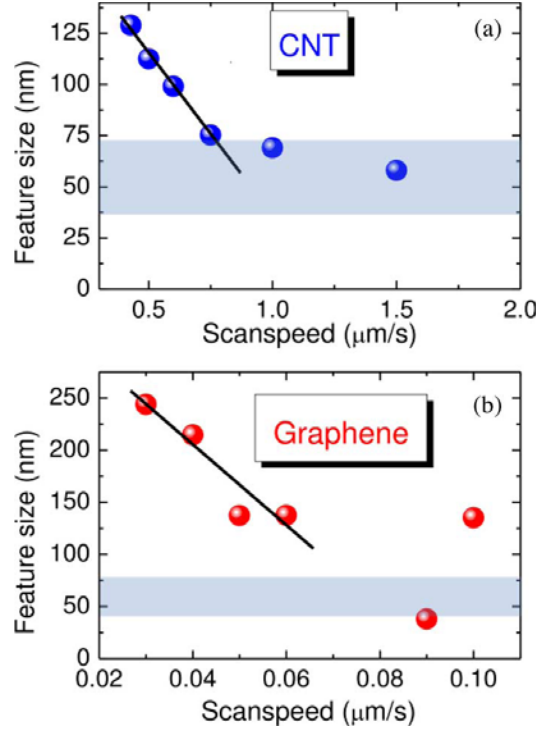 (a)
CNT
Feature size (nm)
125
100
75
50
25
0
0.5 1.0 1.5 2.0
Scanspeed (μm/s)
(b)
Graphene
Feature size (nm)
250
200
150
100
50
0
0.02 0.04 0.06 0.08 0.10
Scanspeed (μm/s)